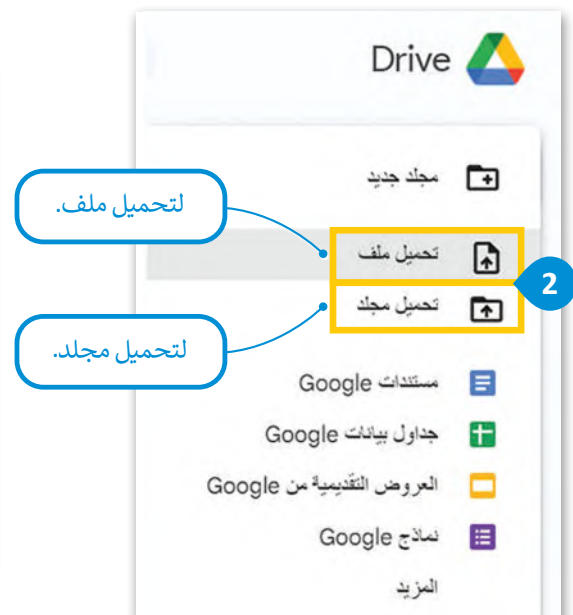 Drive
مجلد جديد
لتحميل ملف.
تحميل ملف
2
تحميل مجلد
لتحميل مجلد.
مستندات Google
جداول بيانات Google
العروض التقديمية من Google
نماذج Google
المزيد